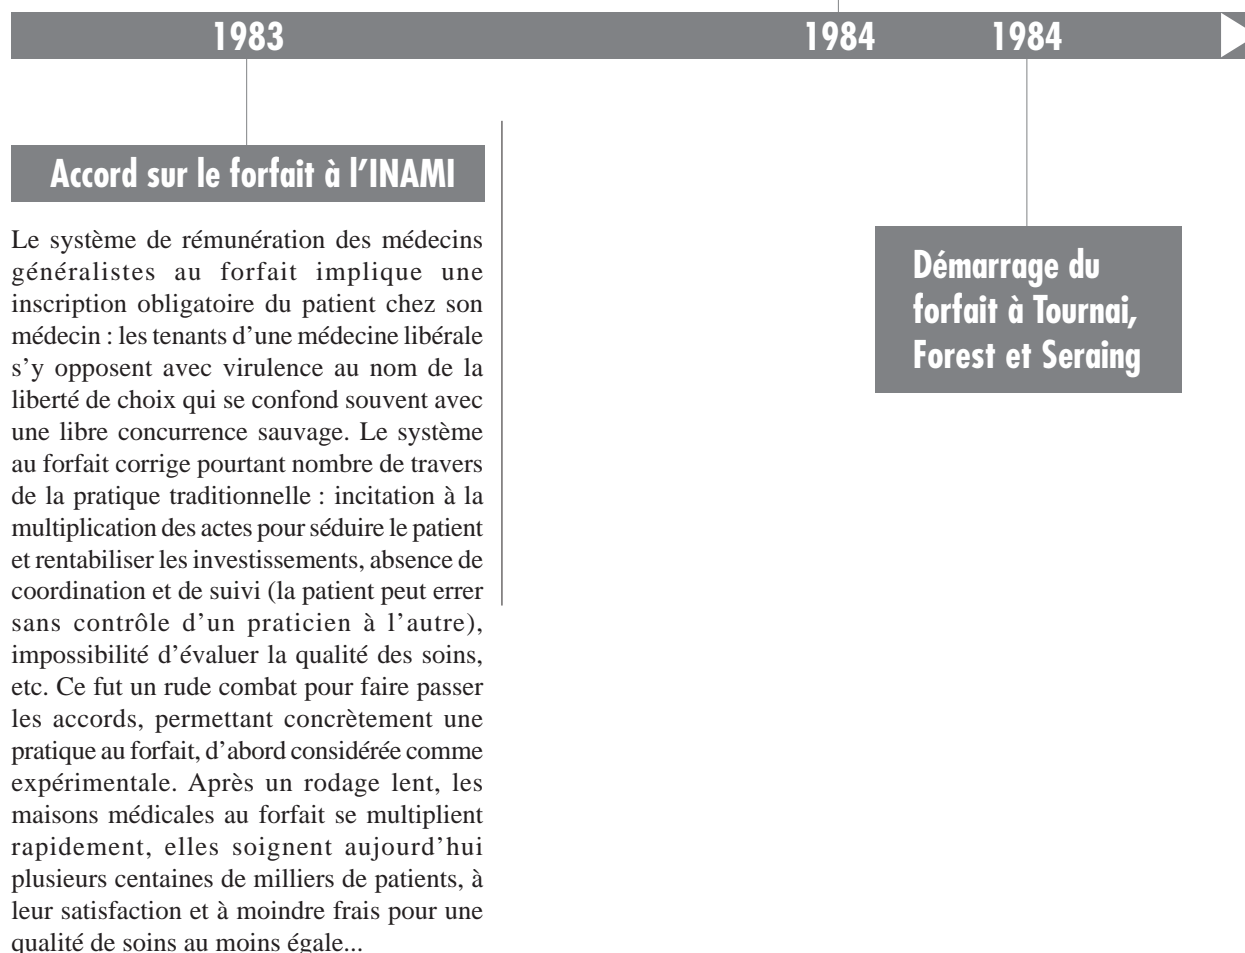 1983 1984 1984
Accord sur le forfait à l’INAMI
Le système de rémunération des médecins
généralistes au forfait implique une
inscription obligatoire du patient chez son
médecin : les tenants d’une médecine libérale
s’y opposent avec virulence au nom de la
liberté de choix qui se confond souvent avec
une libre concurrence sauvage. Le système
au forfait corrige pourtant nombre de travers
de la pratique traditionnelle : incitation à la
multiplication des actes pour séduire le patient
et rentabiliser les investissements, absence de
coordination et de suivi (la patient peut errer
sans contrôle d’un praticien à l’autre),
impossibilité d’évaluer la qualité des soins,
etc. Ce fut un rude combat pour faire passer
les accords, permettant concrètement une
pratique au forfait, d’abord considérée comme
expérimentale. Après un rodage lent, les
maisons médicales au forfait se multiplient
rapidement, elles soignent aujourd’hui
plusieurs centaines de milliers de patients, à
leur satisfaction et à moindre frais pour une
qualité de soins au moins égale...
Démarrage du
forfait à Tournai,
Forest et Seraing